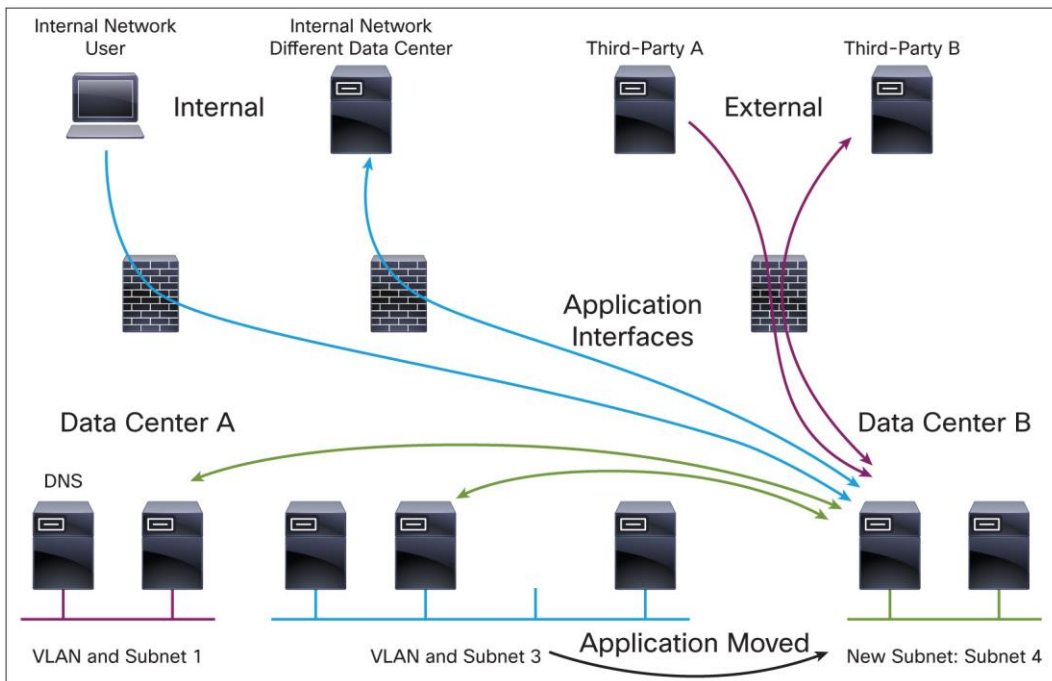 Internal Network
User
Internal Network
Different Data Center
Third-Party A
Third-Party B
Internal
External
Application
Interfaces
Data Center A
Data Center B
DNS
Application Moved
VLAN and Subnet 1
VLAN and Subnet 3
New Subnet: Subnet 4